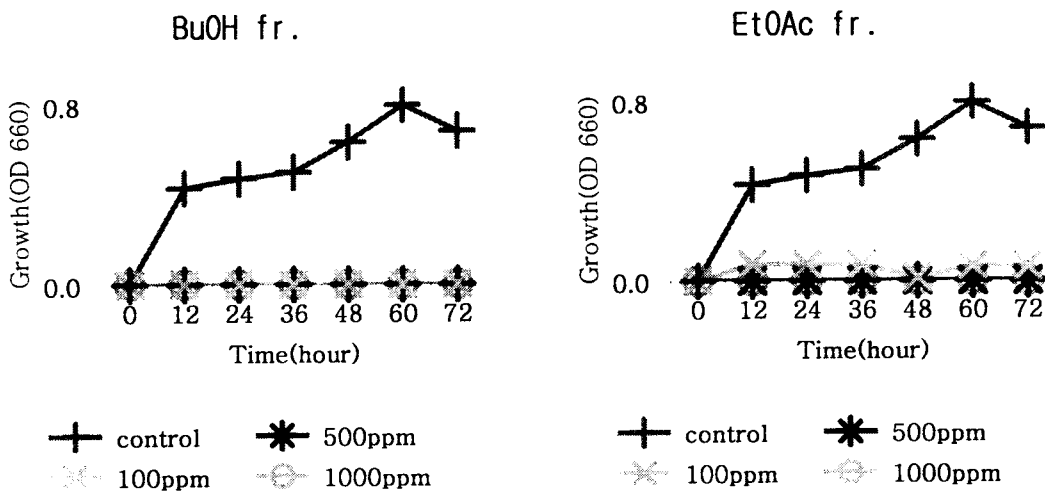 BuOH fr.
Growth(OD 660)
0.8
0.0
0 12 24 36 48 60 72
Time(hour)
control
500ppm
100ppm
1000ppm
EtOAc fr.
Growth(OD 660)
0.8
0.0
0 12 24 36 48 60 72
Time(hour)
control
500ppm
100ppm
1000ppm